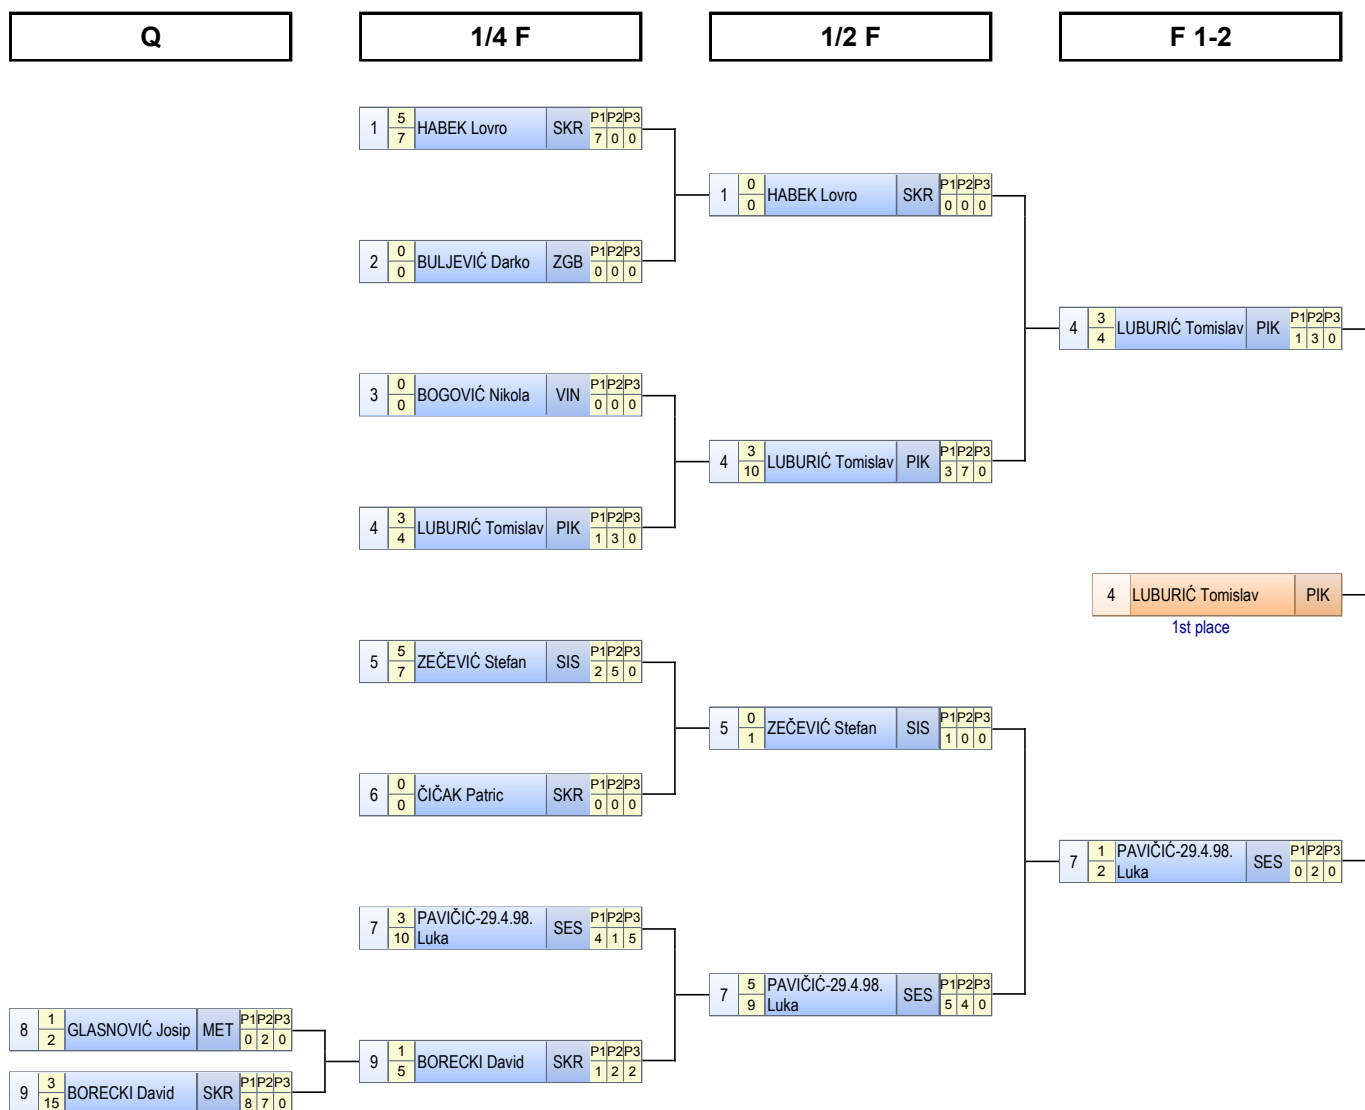 Q 1/4 F 1/2 F F 1-2
1 5 7 HABEK Lovro SKR P1 P2 P3 7 0 0
1 0 0 HABEK Lovro SKR P1 P2 P3 0 0 0
2 0 0 BULJEVIĆ Darko ZGB P1 P2 P3 0 0 0
4 3 4 LUBURIĆ Tomislav PIK P1 P2 P3 1 3 0
3 0 0 BOGOVIĆ Nikola VIN P1 P2 P3 0 0 0
4 3 10 LUBURIĆ Tomislav PIK P1 P2 P3 3 7 0
4 3 4 LUBURIĆ Tomislav PIK P1 P2 P3 1 3 0
4 LUBURIĆ Tomislav PIK
1st place
5 5 7 ZEČEVIĆ Stefan SIS P1 P2 P3 2 5 0
5 0 1 ZEČEVIĆ Stefan SIS P1 P2 P3 1 0 0
6 0 0 ČIČAK Patric SKR P1 P2 P3 0 0 0
7 1 2 PAVIČIĆ-29.4.98. Luka SES P1 P2 P3 0 2 0
7 3 10 PAVIČIĆ-29.4.98. Luka SES P1 P2 P3 4 1 5
7 5 9 PAVIČIĆ-29.4.98. Luka SES P1 P2 P3 5 4 0
8 1 2 GLASNOVIĆ Josip MET P1 P2 P3 0 2 0
9 1 5 BORECKI David SKR P1 P2 P3 1 2 2
9 3 15 BORECKI David SKR P1 P2 P3 8 7 0